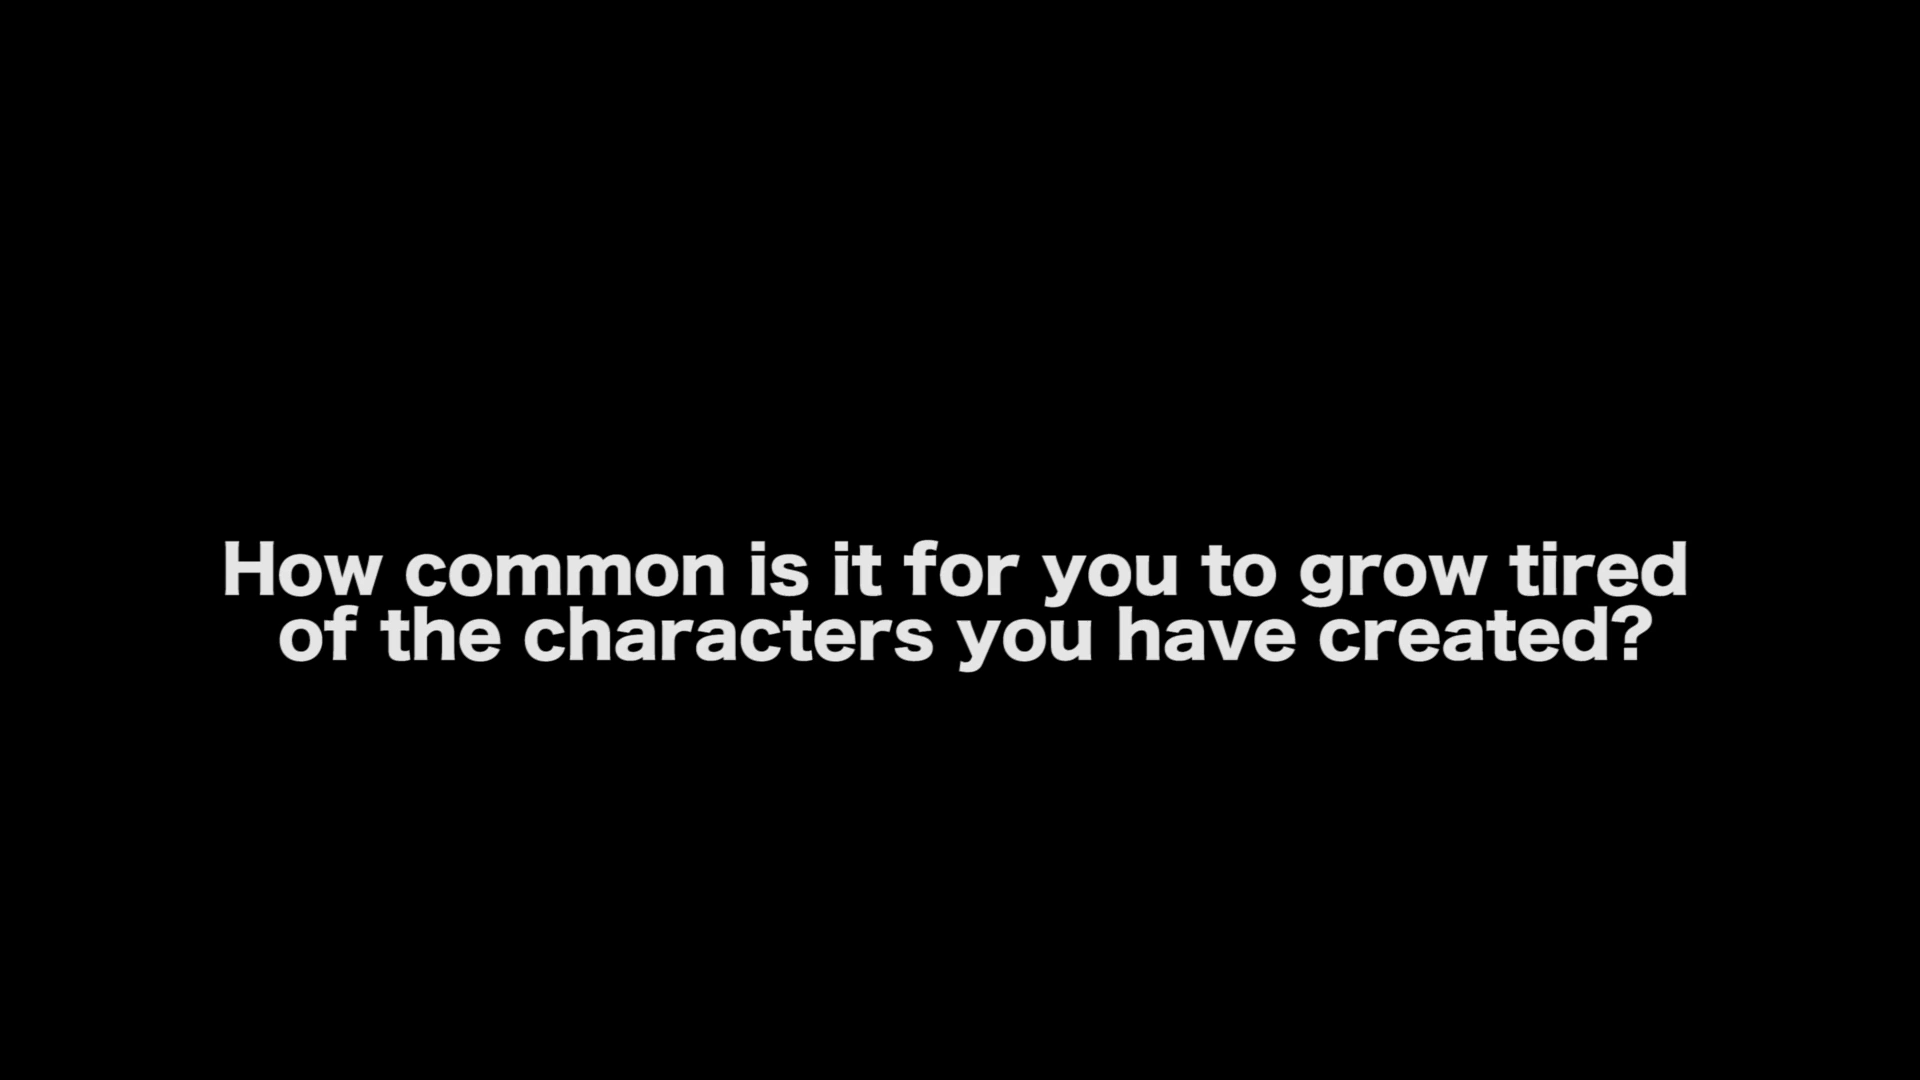 How common is it for you to grow tired
of the characters you have created?